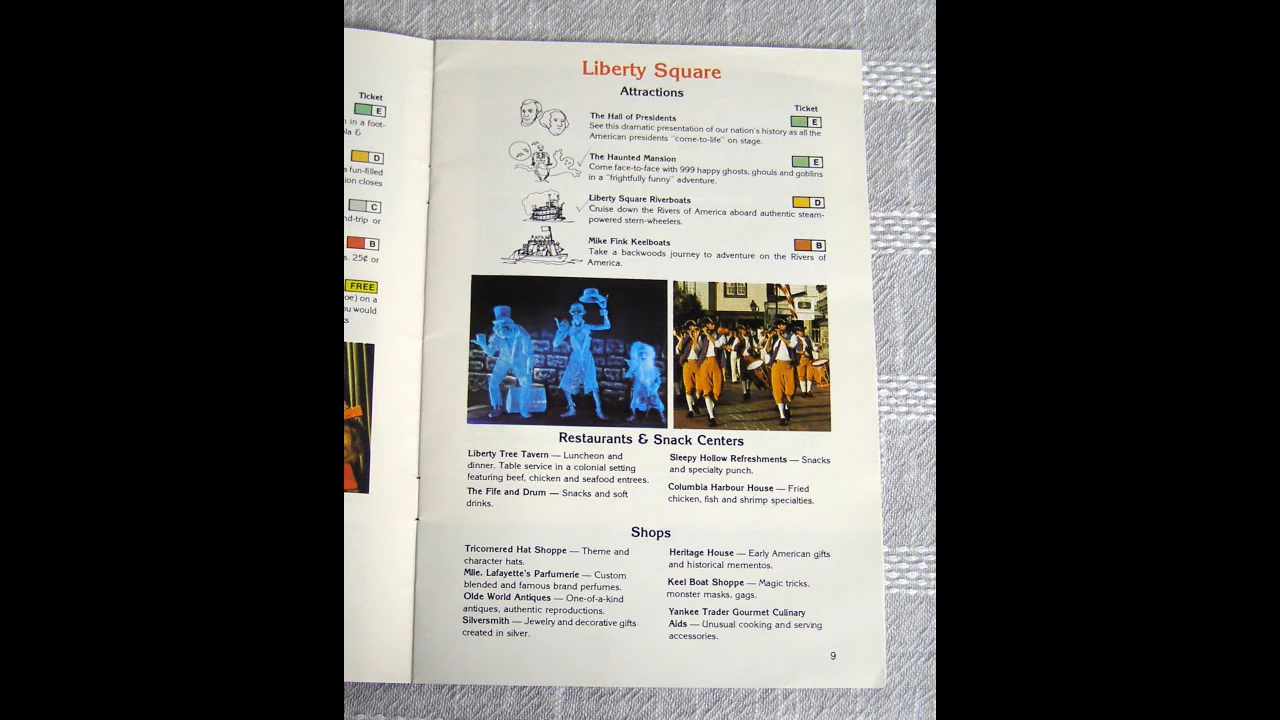 Ticket
E
n in a foot-
la &
D
s fun-filled
ion closes
C
nd-trip or
B
s. 25¢ or
FREE
oe) on a
ou would
ks
Liberty Square
Attractions
Ticket
The Hall of Presidents
E
See this dramatic presentation of our nation's history as all the
American presidents "come-to-life" on stage.
The Haunted Mansion
E
Come face-to-face with 999 happy ghosts, ghouls and goblins
in a "frightfully funny" adventure.
Liberty Square Riverboats
D
Cruise down the Rivers of America aboard authentic steam-
powered stern-wheelers.
Mike Fink Keelboats
B
Take a backwoods journey to adventure on the Rivers of
America.
Restaurants & Snack Centers
Liberty Tree Tavern — Luncheon and
dinner. Table service in a colonial setting
featuring beef, chicken and seafood entrees.
The Fife and Drum — Snacks and soft
drinks.
Sleepy Hollow Refreshments — Snacks
and specialty punch.
Columbia Harbour House — Fried
chicken, fish and shrimp specialties.
Shops
Tricornered Hat Shoppe — Theme and
character hats.
Mlle. Lafayette's Parfumerie — Custom
blended and famous brand perfumes.
Olde World Antiques — One-of-a-kind
antiques, authentic reproductions.
Silversmith — Jewelry and decorative gifts
created in silver.
Heritage House — Early American gifts
and historical mementos.
Keel Boat Shoppe — Magic tricks,
monster masks, gags.
Yankee Trader Gourmet Culinary
Aids — Unusual cooking and serving
accessories.
9